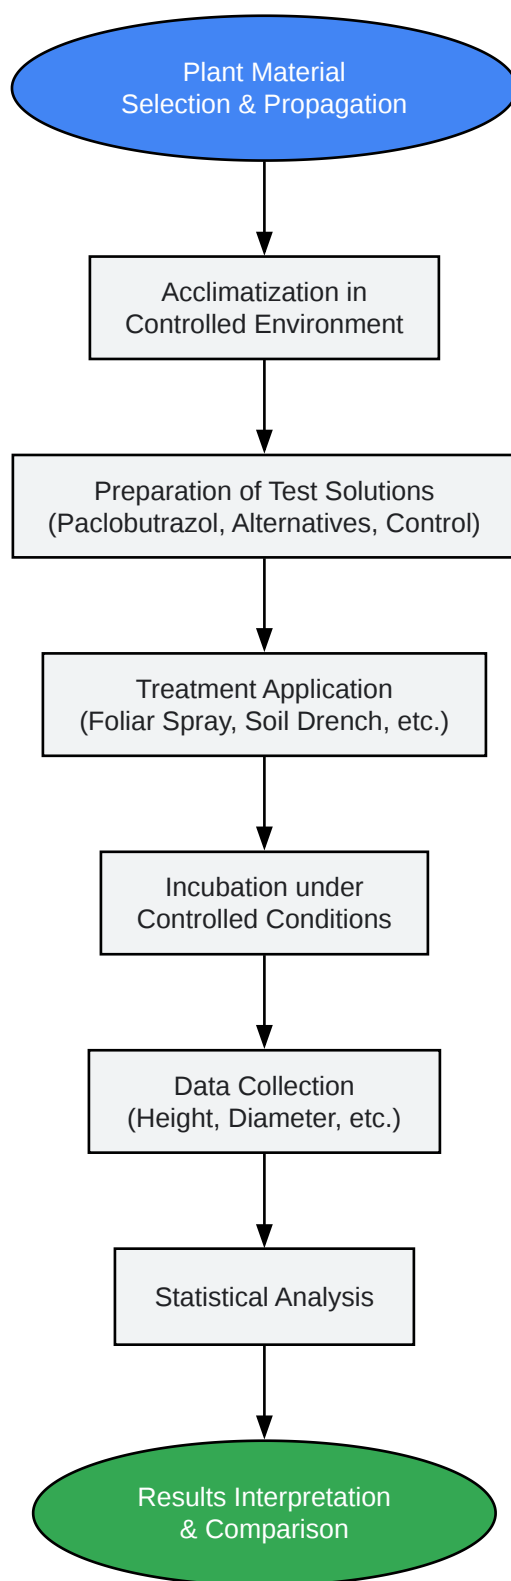 Plant Material
Selection & Propagation
Acclimatization in
Controlled Environment
Preparation of Test Solutions
(Paclobutrazol, Alternatives, Control)
Treatment Application
(Foliar Spray, Soil Drench, etc.)
Incubation under
Controlled Conditions
Data Collection
(Height, Diameter, etc.)
Statistical Analysis
Results Interpretation
& Comparison